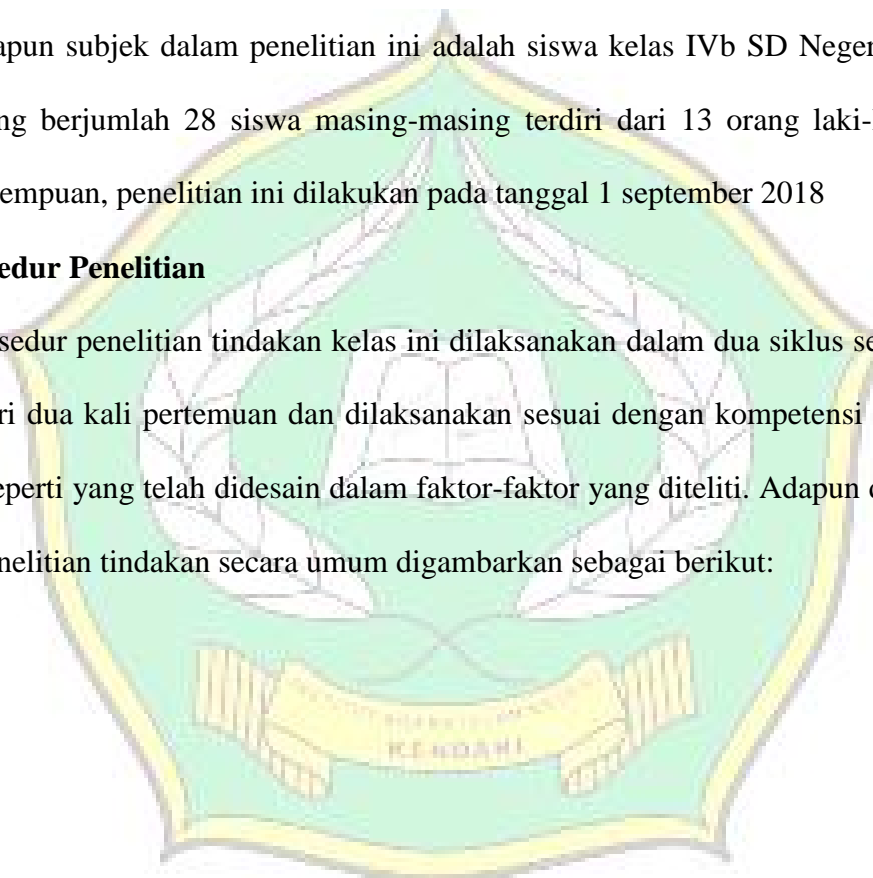 apun subjek dalam penelitian ini adalah siswa kelas IVb SD Neger
ng berjumlah 28 siswa masing-masing terdiri dari 13 orang laki-
empuan, penelitian ini dilakukan pada tanggal 1 september 2018
edur Penelitian
sedur penelitian tindakan kelas ini dilaksanakan dalam dua siklus se
ri dua kali pertemuan dan dilaksanakan sesuai dengan kompetensi
eperti yang telah didesain dalam faktor-faktor yang diteliti. Adapun
nelitian tindakan secara umum digambarkan sebagai berikut:
KENDARI